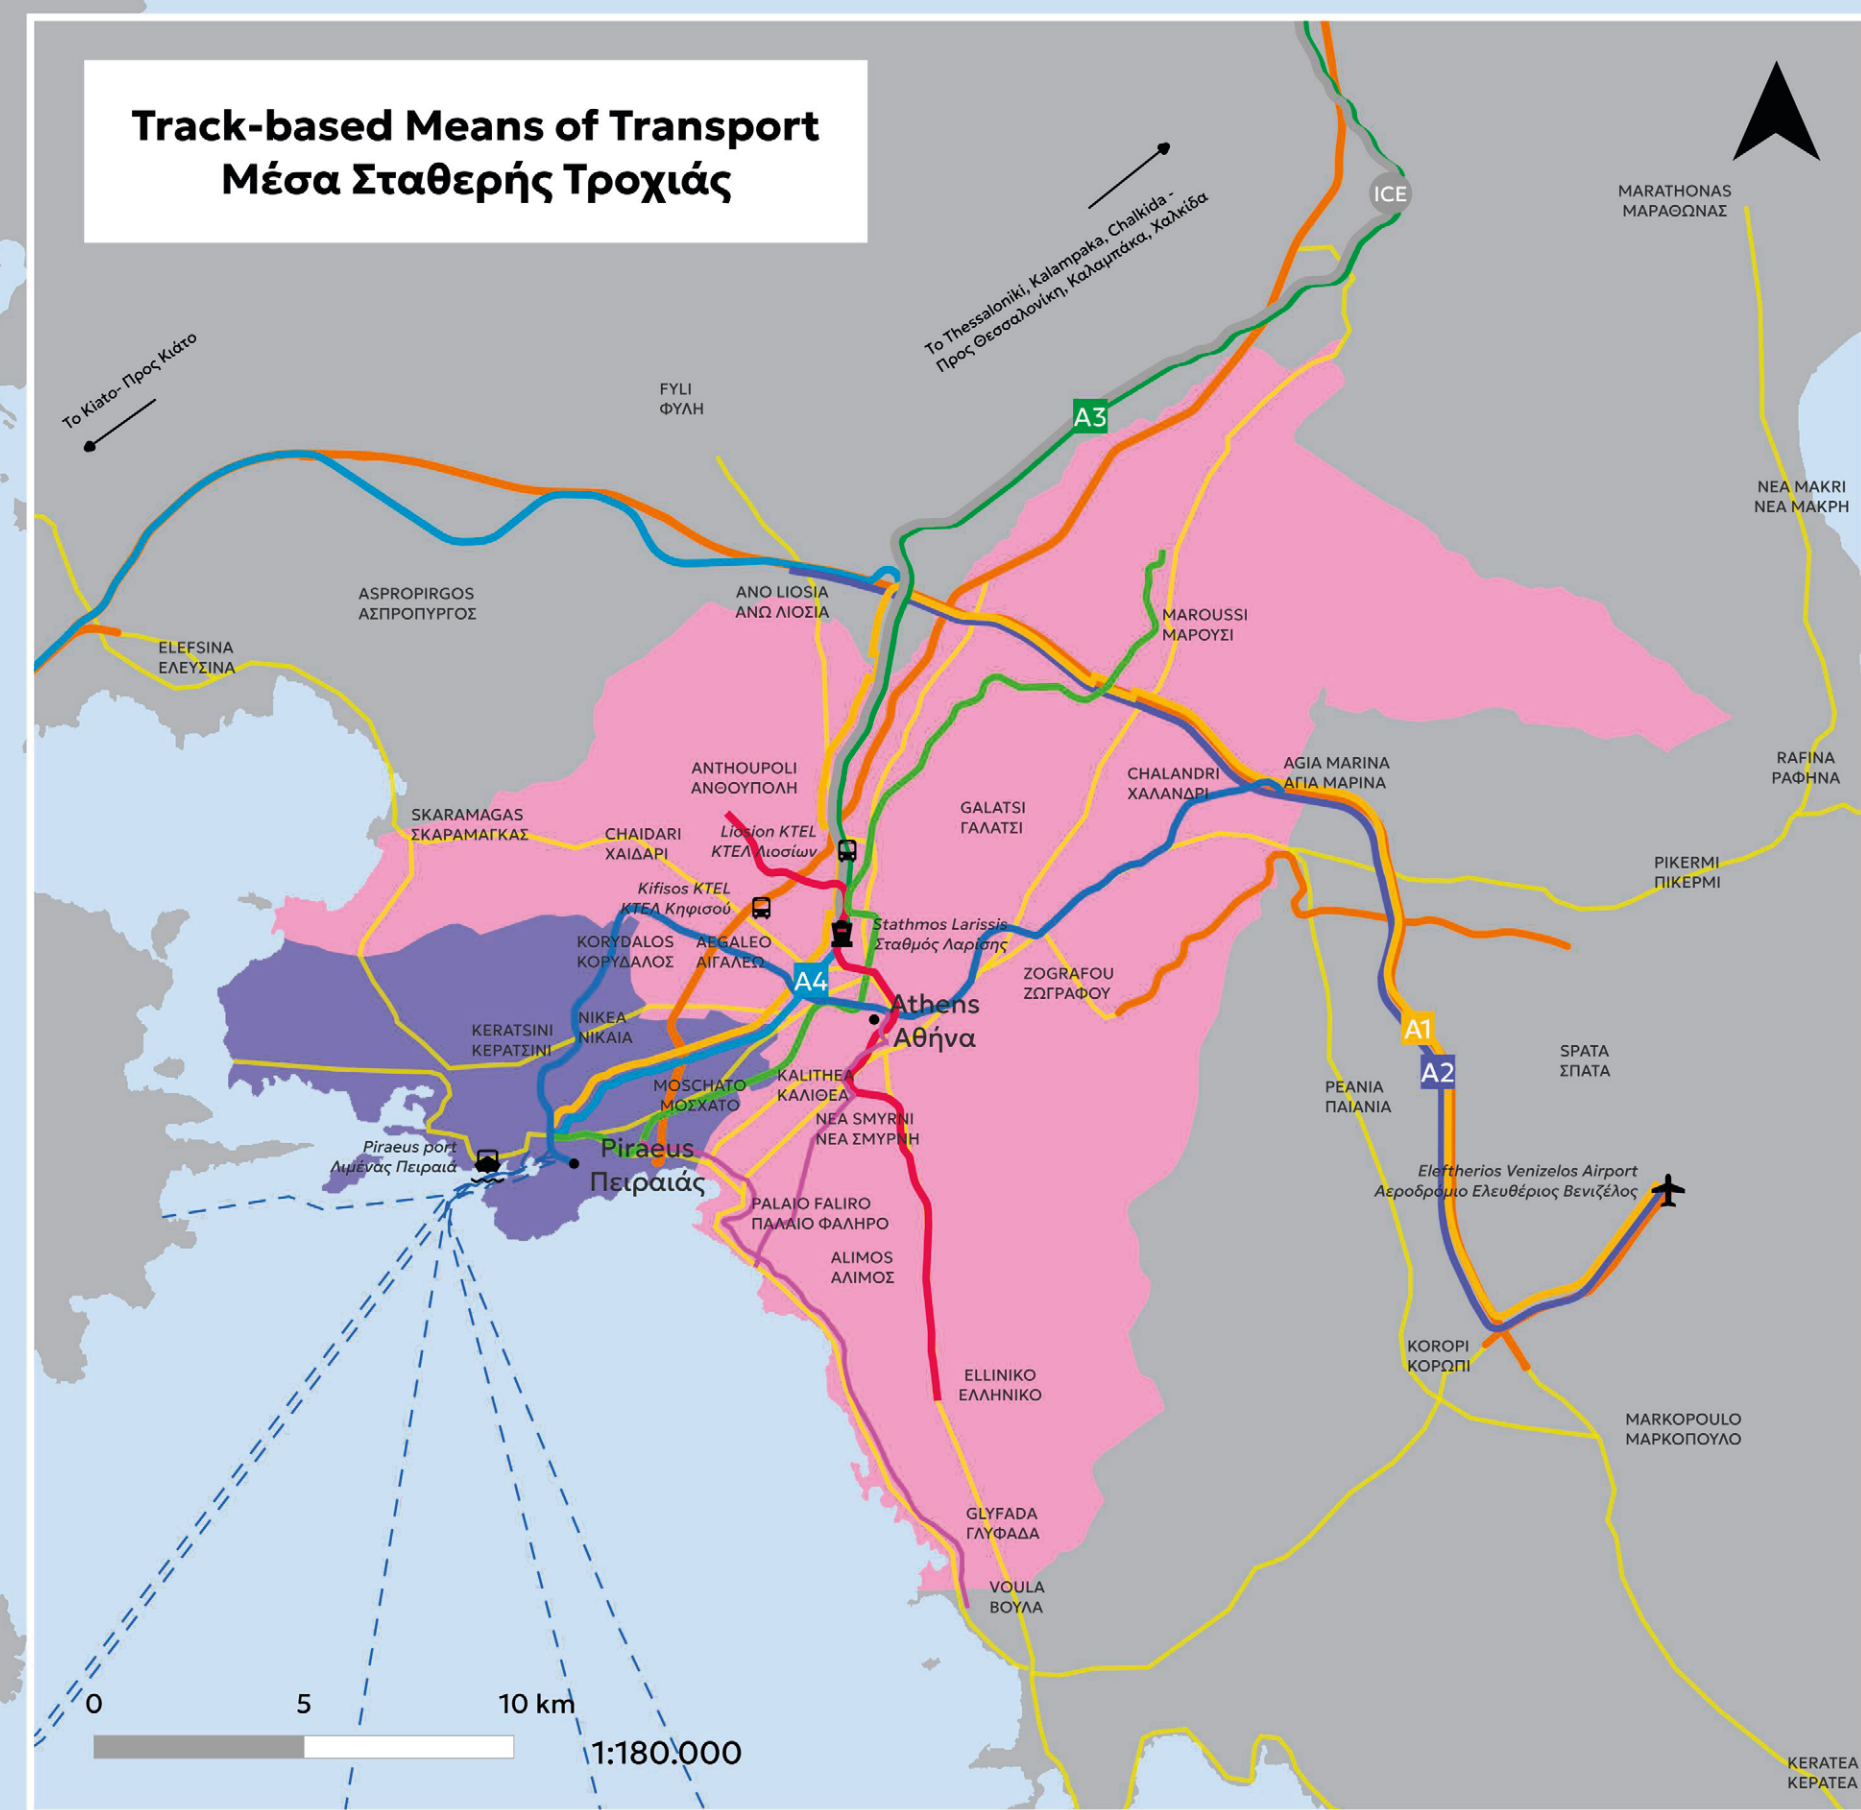 Track-based Means of Transport
Μέσα Σταθερής Τροχιάς
ICE
MARATHONAS
ΜΑΡΑΘΩΝΑΣ
To Thessaloniki, Kalampaka, Chalkida -
Προς Θεσσαλονίκη, Καλαμπάκα, Χαλκίδα
To Kiato- Προς Κιάτο
FYLI
ΦΥΛΗ
A3
NEA MAKRI
ΝΕΑ ΜΑΚΡΗ
ASPROPIRGOS
ΑΣΠΡΟΠΥΡΓΟΣ
ANO LIOSIA
ΑΝΩ ΛΙΟΣΙΑ
MAROUSSI
ΜΑΡΟΥΣΙ
ELEFSINA
ΕΛΕΥΣΙΝΑ
RAFINA
ΡΑΦΗΝΑ
ANTHOUPOLI
ΑΝΘΟΥΠΟΛΗ
CHALANDRI
ΧΑΛΑΝΔΡΙ
AGIA MARINA
ΑΓΙΑ ΜΑΡΙΝΑ
SKARAMAGAS
ΣΚΑΡΑΜΑΓΚΑΣ
CHAIDARI
ΧΑΙΔΑΡΙ
Liosion KTEL
ΚΤΕΛ Λιοσίων
GALATSI
ΓΑΛΑΤΣΙ
PIKERMI
ΠΙΚΕΡΜΙ
Kifisos KTEL
ΚΤΕΛ Κηφισού
Stathmos Larissis
Σταθμός Λαρίσης
KORYDALOS
ΚΟΡΥΔΑΛΟΣ
AEGALEO
ΑΙΓΑΛΕΩ
A4
ZOGRAFOU
ΖΩΓΡΑΦΟΥ
Athens
Αθήνα
NIKEA
ΝΙΚΑΙΑ
KERATSINI
ΚΕΡΑΤΣΙΝΙ
A1
A2
SPATA
ΣΠΑΤΑ
MOSCHATO
ΜΟΣΧΑΤΟ
KALITHEA
ΚΑΛΙΘΕΑ
PEANIA
ΠΑΙΑΝΙΑ
NEA SMYRNI
ΝΕΑ ΣΜΥΡΝΗ
Piraeus port
Λιμένας Πειραιά
Piraeus
Πειραιάς
Eleftherios Venizelos Airport
Αεροδρόμιο Ελευθέριος Βενιζέλος
PALAIO FALIRO
ΠΑΛΑΙΟ ΦΑΛΗΡΟ
ALIMOS
ΑΛΙΜΟΣ
KOROPI
ΚΟΡΩΠΙ
ELLINIKO
ΕΛΛΗΝΙΚΟ
MARKOPOULO
ΜΑΡΚΟΠΟΥΛΟ
GLYFADA
ΓΛΥΦΑΔΑ
VOULA
ΒΟΥΛΑ
0 5 10 km
1:180.000
KERATEA
ΚΕΡΑΤΕΑ